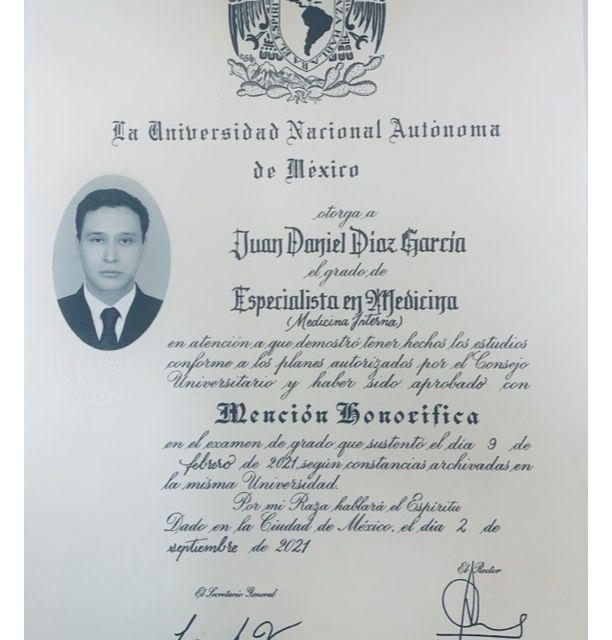 La Universidad Nacional Autónoma
de México
otorga a
Juan Daniel Díaz García
el grado de
Especialista en Medicina
(Medicina Interna)
en atención a que demostró tener hechos los estudios
conforme a los planes autorizados por el Consejo
Universitario y haber sido aprobado con
Mención Honorífica
en el examen de grado que sustentó el día 9 de
febrero de 2021, según constancias archivadas en
la misma Universidad.
Por mi Raza hablará el Espíritu
Dado en la Ciudad de México, el día 2 de
septiembre de 2021
El Rector
El Secretario General